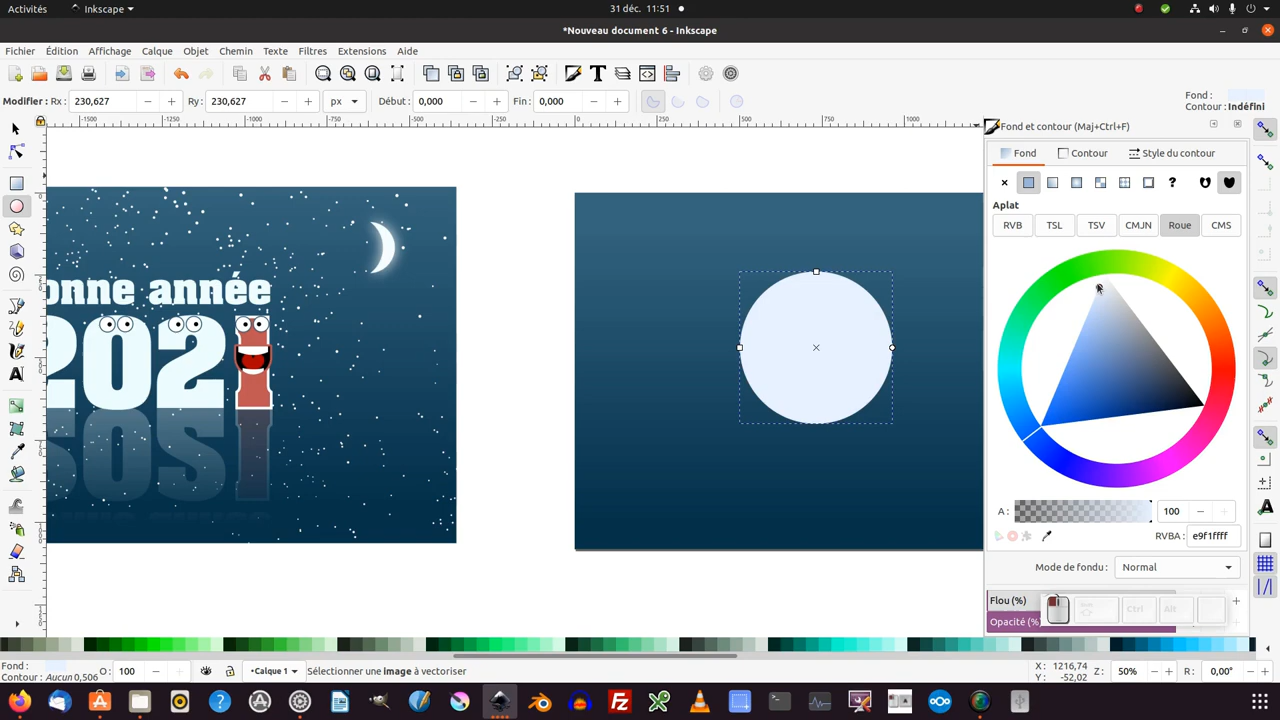 Activités Inkscape 31 déc. 11:51
*Nouveau document 6 - Inkscape
Fichier Édition Affichage Calque Objet Chemin Texte Filtres Extensions Aide
Modifier : Rx : 230,627 Ry : 230,627 px Début : 0,000 Fin : 0,000
Fond :
Contour : Indéfini
Fond et contour (Maj+Ctrl+F)
Fond Contour Style du contour
Aplat
RVB TSL TSV CMJN Roue CMS
onne année
2021
A : 100
RVBA : e9f1ffff
Mode de fondu : Normal
Flou (%)
Opacité (%)
Ctrl Alt
Fond :
Contour : Aucun 0,506
O : 100
•Calque 1
Sélectionner une image à vectoriser
X : 1216,74
Y : -52,02
Z : 50%
R : 0,00°